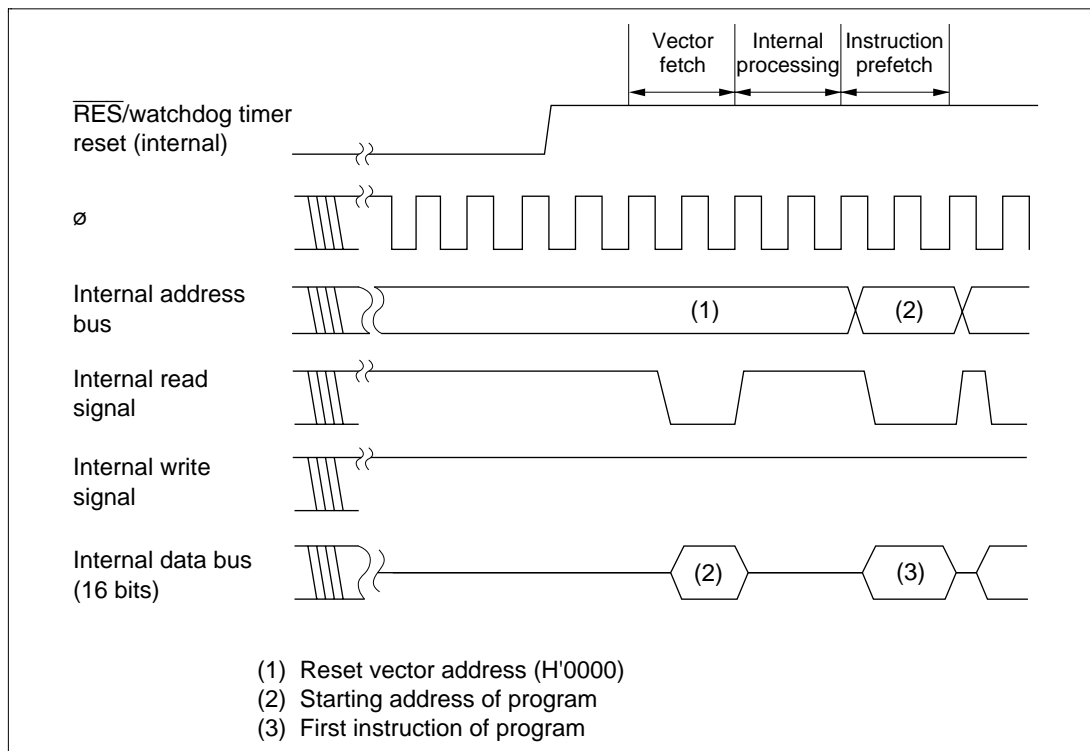 Vector fetch
Internal processing
Instruction prefetch
R̅E̅S̅/watchdog timer
reset (internal)
ø
Internal address
bus
(1)
(2)
Internal read
signal
Internal write
signal
Internal data bus
(16 bits)
(2)
(3)
(1) Reset vector address (H'0000)
(2) Starting address of program
(3) First instruction of program